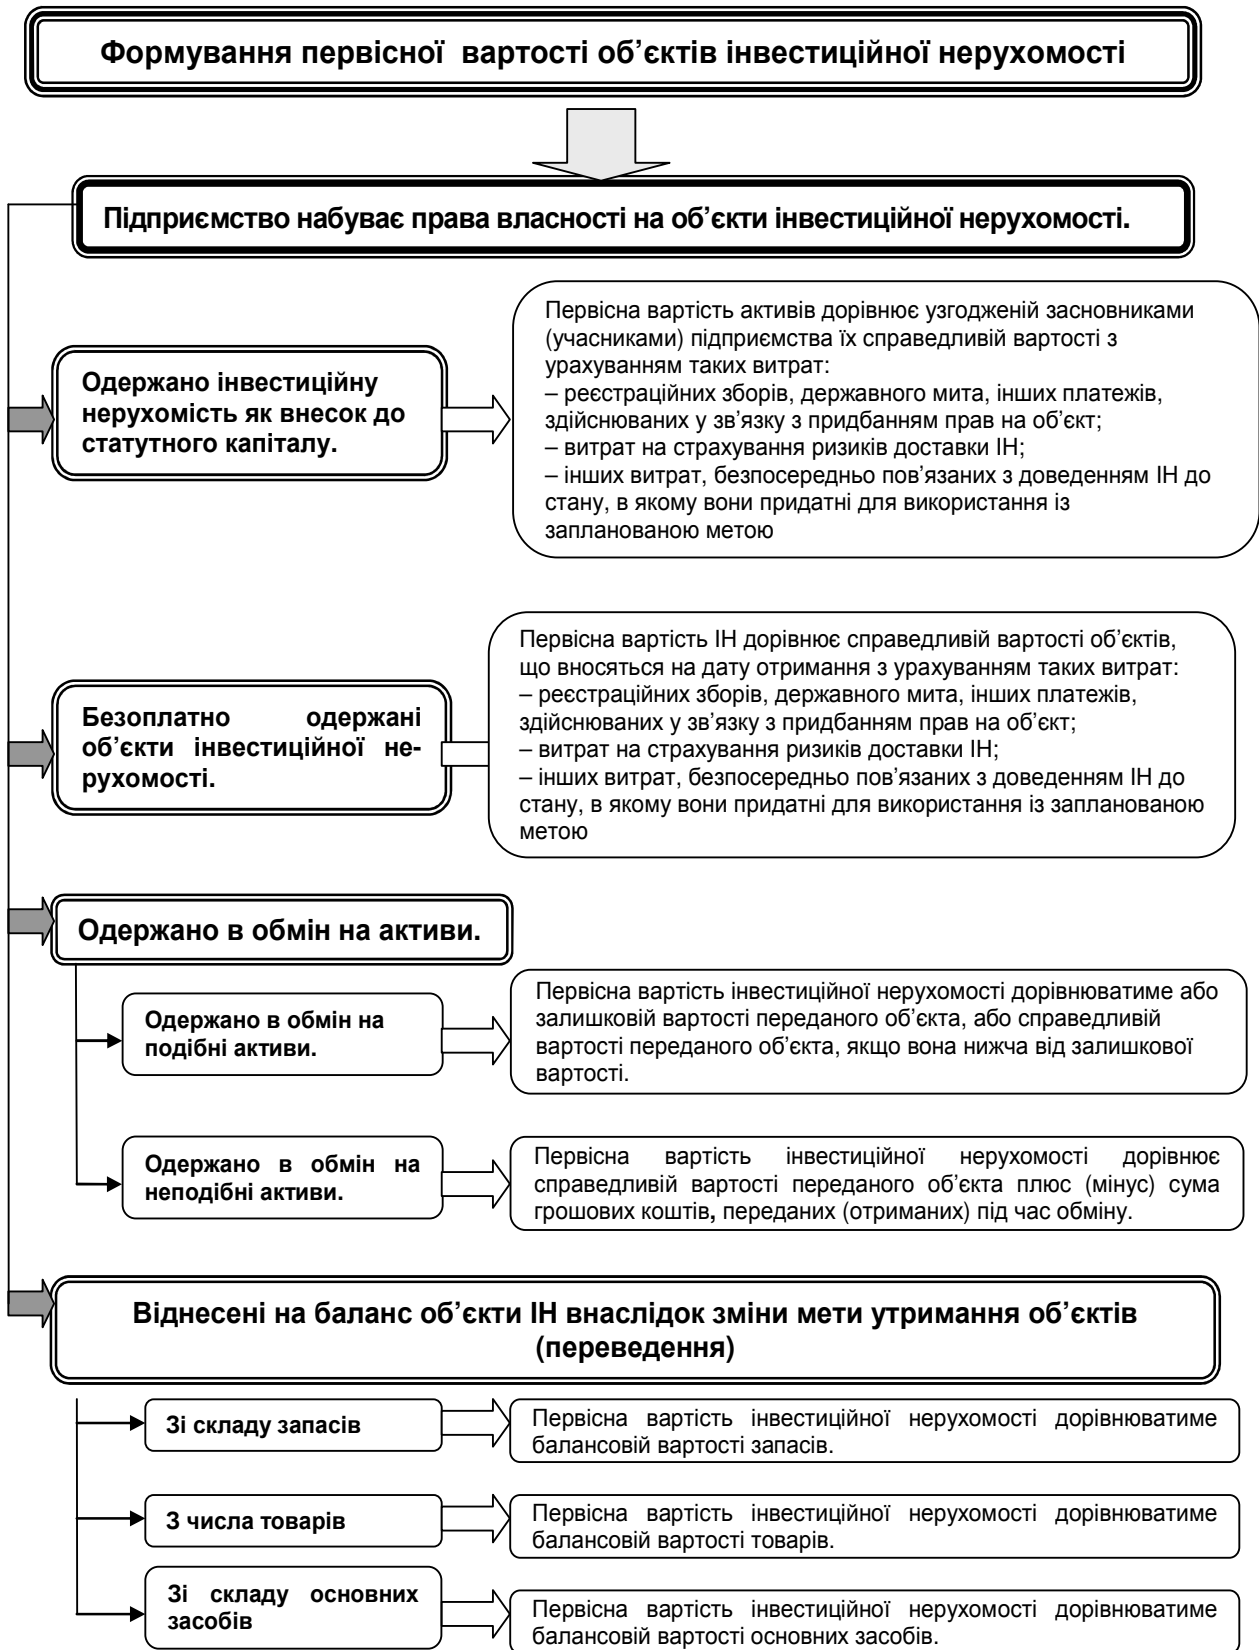 Формування первісної вартості об’єктів інвестиційної нерухомості
Підприємство набуває права власності на об’єкти інвестиційної нерухомості.
Одержано інвестиційну
нерухомість як внесок до
статутного капіталу.
Первісна вартість активів дорівнює узгодженій засновниками
(учасниками) підприємства їх справедливій вартості з
урахуванням таких витрат:
– реєстраційних зборів, державного мита, інших платежів,
здійснюваних у зв’язку з придбанням прав на об’єкт;
– витрат на страхування ризиків доставки ІН;
– інших витрат, безпосередньо пов’язаних з доведенням ІН до
стану, в якому вони придатні для використання із
запланованою метою
Безоплатно одержані
об’єкти інвестиційної не-
рухомості.
Первісна вартість ІН дорівнює справедливій вартості об’єктів,
що вносяться на дату отримання з урахуванням таких витрат:
– реєстраційних зборів, державного мита, інших платежів,
здійснюваних у зв’язку з придбанням прав на об’єкт;
– витрат на страхування ризиків доставки ІН;
– інших витрат, безпосередньо пов’язаних з доведенням ІН до
стану, в якому вони придатні для використання із запланованою
метою
Одержано в обмін на активи.
Одержано в обмін на
подібні активи.
Первісна вартість інвестиційної нерухомості дорівнюватиме або
залишковій вартості переданого об’єкта, або справедливій
вартості переданого об’єкта, якщо вона нижча від залишкової
вартості.
Одержано в обмін на
неподібні активи.
Первісна вартість інвестиційної нерухомості дорівнює
справедливій вартості переданого об’єкта плюс (мінус) сума
грошових коштів, переданих (отриманих) під час обміну.
Віднесені на баланс об’єкти ІН внаслідок зміни мети утримання об’єктів
(переведення)
Зі складу запасів
Первісна вартість інвестиційної нерухомості дорівнюватиме
балансовій вартості запасів.
З числа товарів
Первісна вартість інвестиційної нерухомості дорівнюватиме
балансовій вартості товарів.
Зі складу основних
засобів
Первісна вартість інвестиційної нерухомості дорівнюватиме
балансовій вартості основних засобів.